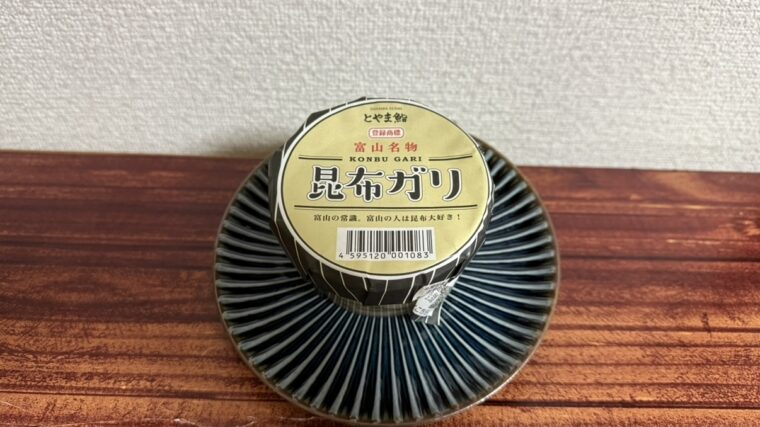 とやま鮨
登録商標
富山名物
KONBU GARI
昆布ガリ
富山の常識。富山の人は昆布大好き！
4 595120 001083